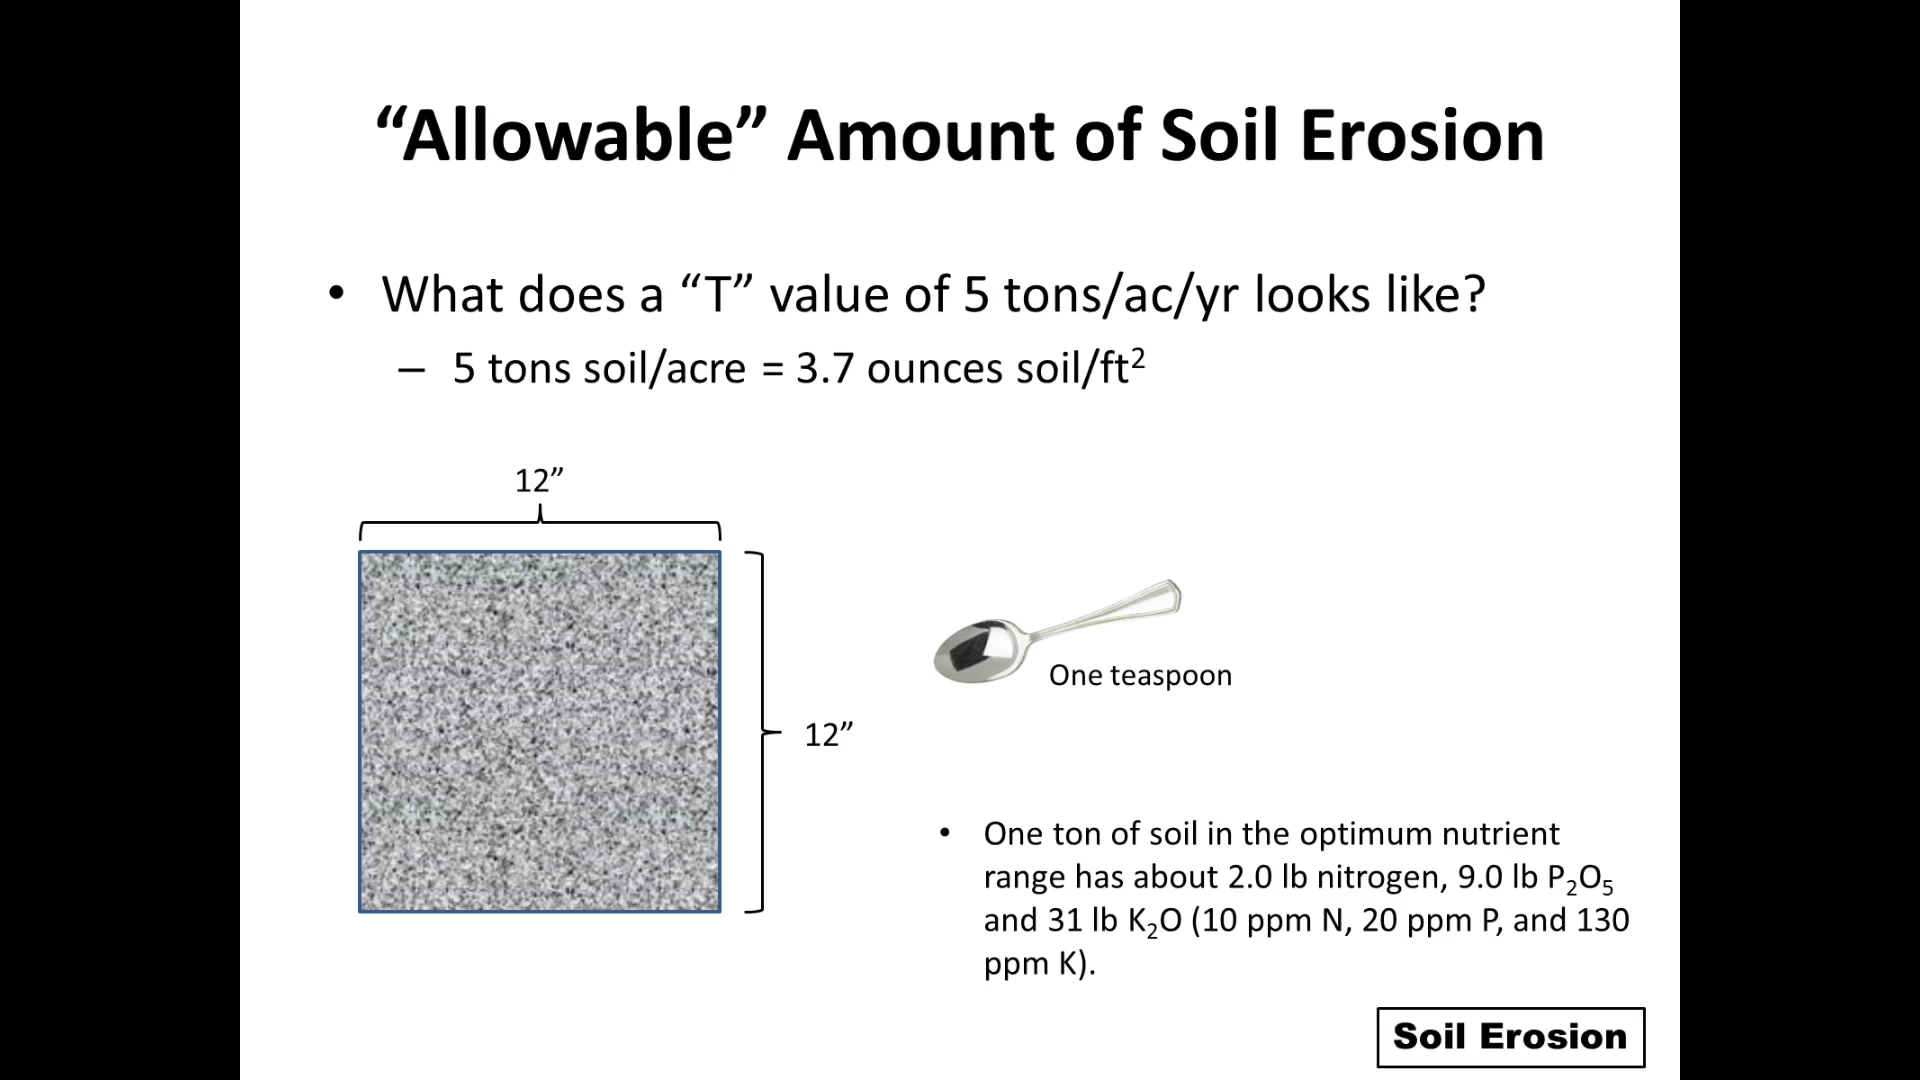 “Allowable” Amount of Soil Erosion
• What does a “T” value of 5 tons/ac/yr looks like?
– 5 tons soil/acre = 3.7 ounces soil/ft²
12”
12”
One teaspoon
• One ton of soil in the optimum nutrient
range has about 2.0 lb nitrogen, 9.0 lb P₂O₅
and 31 lb K₂O (10 ppm N, 20 ppm P, and 130
ppm K).
Soil Erosion